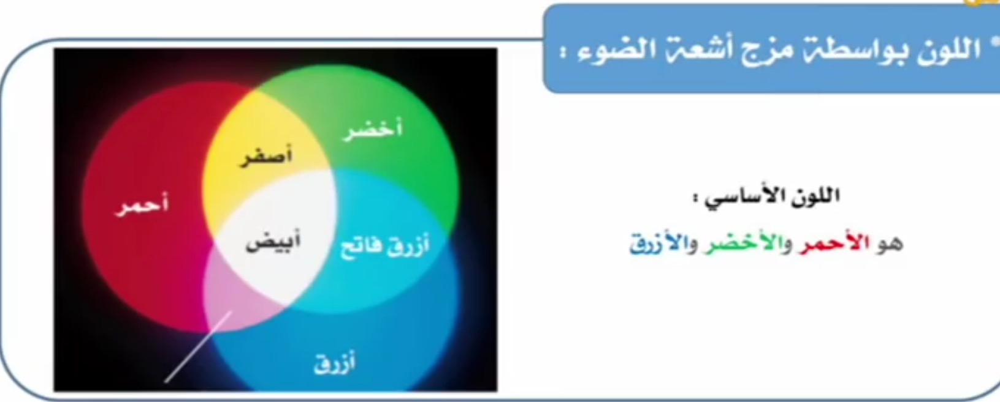 * اللون بواسطة مزج أشعة الضوء :
اللون الأساسي :
هو الأحمر والأخضر والأزرق
أخضر
أصفر
أحمر
أبيض
أزرق فاتح
أزرق